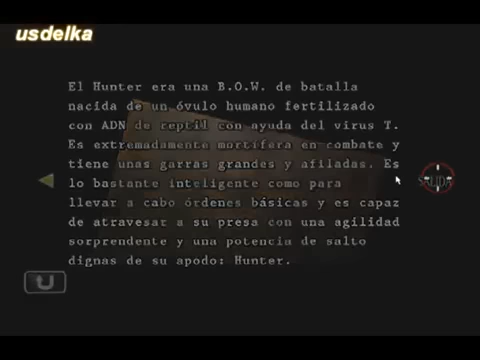 usdelka
El Hunter era una B.O.W. de batalla
nacida de un óvulo humano fertilizado
con ADN de reptil con ayuda del virus T.
Es extremadamente mortífera en combate y
tiene unas garras grandes y afiladas. Es
lo bastante inteligente como para
llevar a cabo órdenes básicas y es capaz
de atravesar a su presa con una agilidad
sorprendente y una potencia de salto
dignas de su apodo: Hunter.
SALIDA